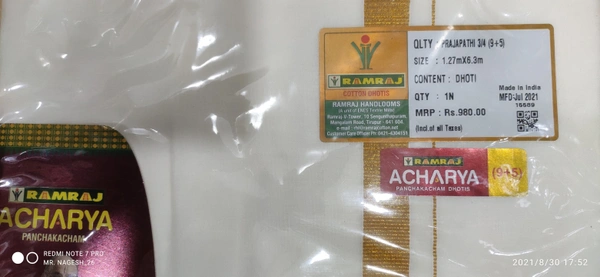 RAMRAJ
COTTON DHOTIS
RAMRAJ HANDLOOMS
QLTY : PRAJAPATHI 3/4 (9+5)
SIZE : 1.27mX6.3m
CONTENT : DHOTI
QTY : 1N
MRP : Rs.980.00
(Incl.of all Taxes)
Made in India
MFD-Jul 2021
RAMRAJ
ACHARYA
PANCHAKACHAM DHOTIS
(9+5)
RAMRAJ
ACHARYA
PANCHAKACHAM
REDMI NOTE 7 PRO
MR. NAGESH_26
2021/8/30 17:52